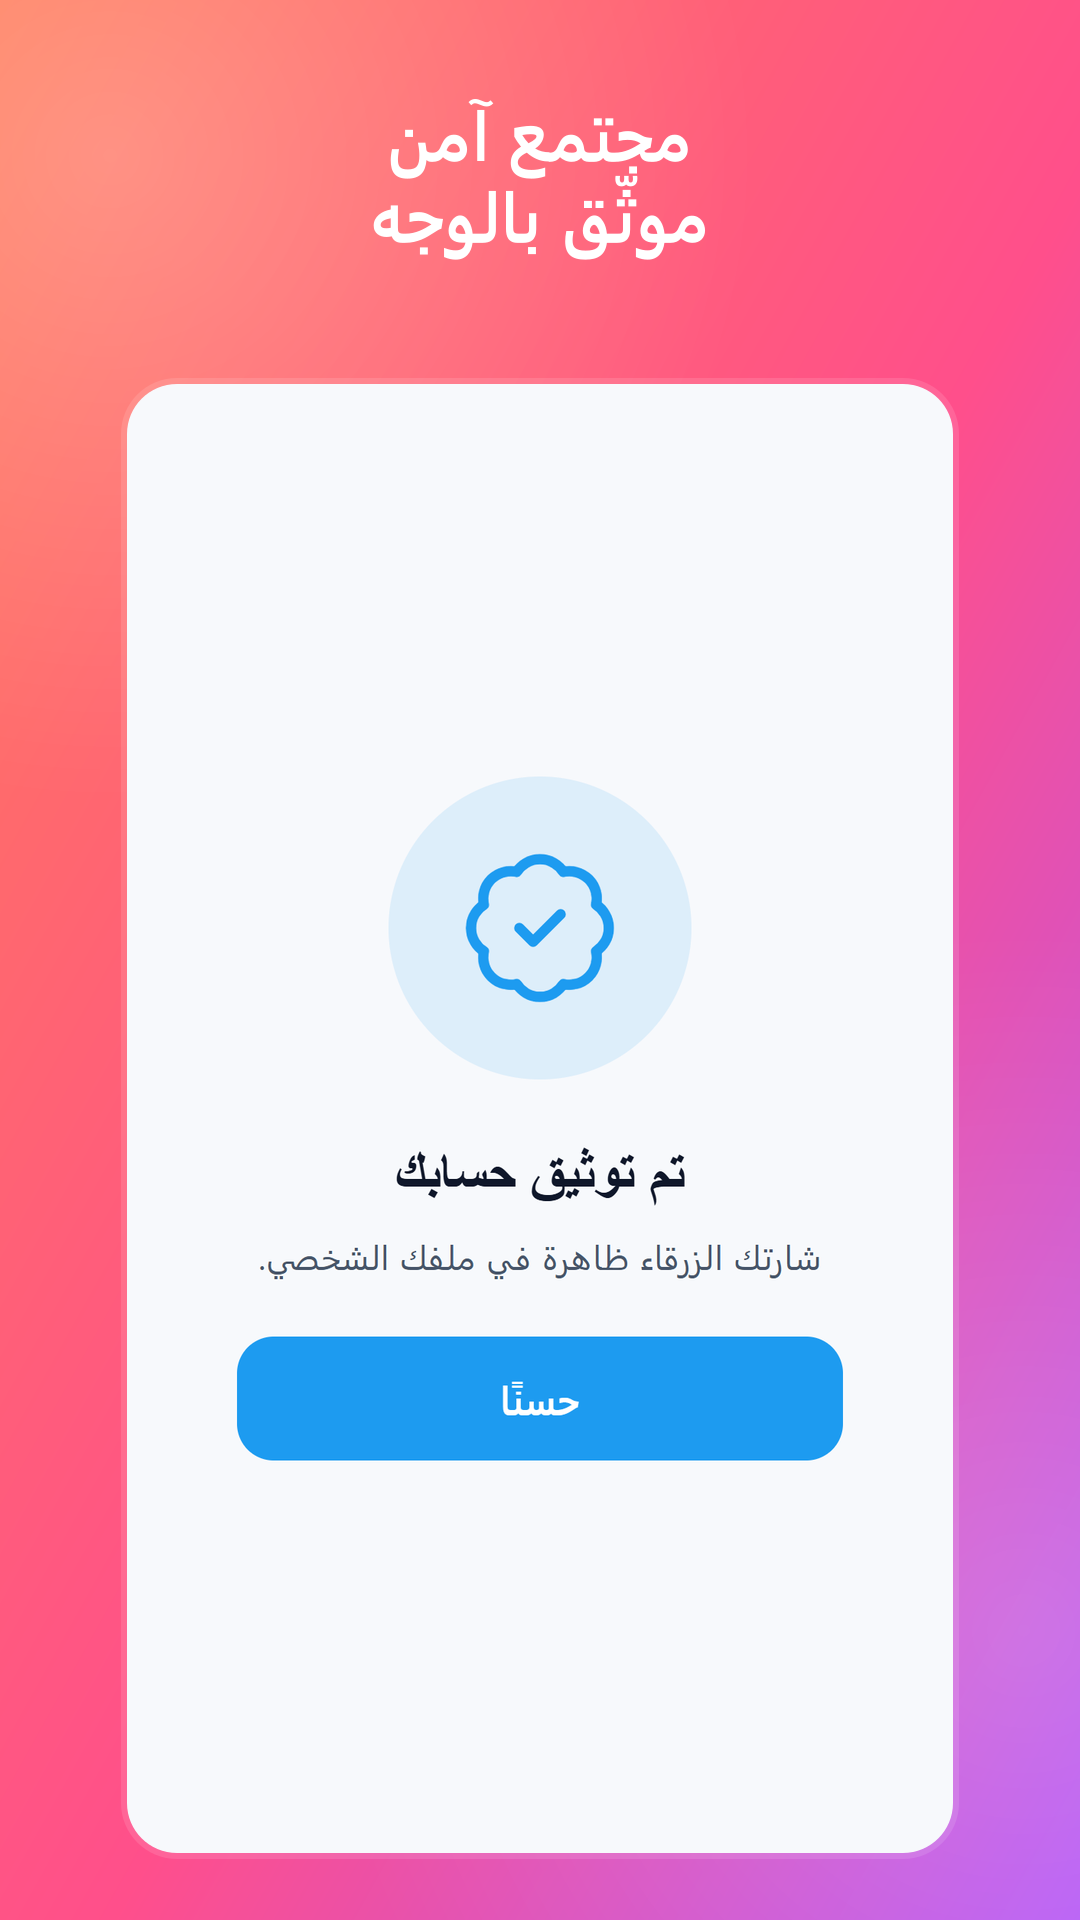 مجتمع آمن
موثّق بالوجه
تم توثيق حسابك
شارتك الزرقاء ظاهرة في ملفك الشخصي.
حسنًا